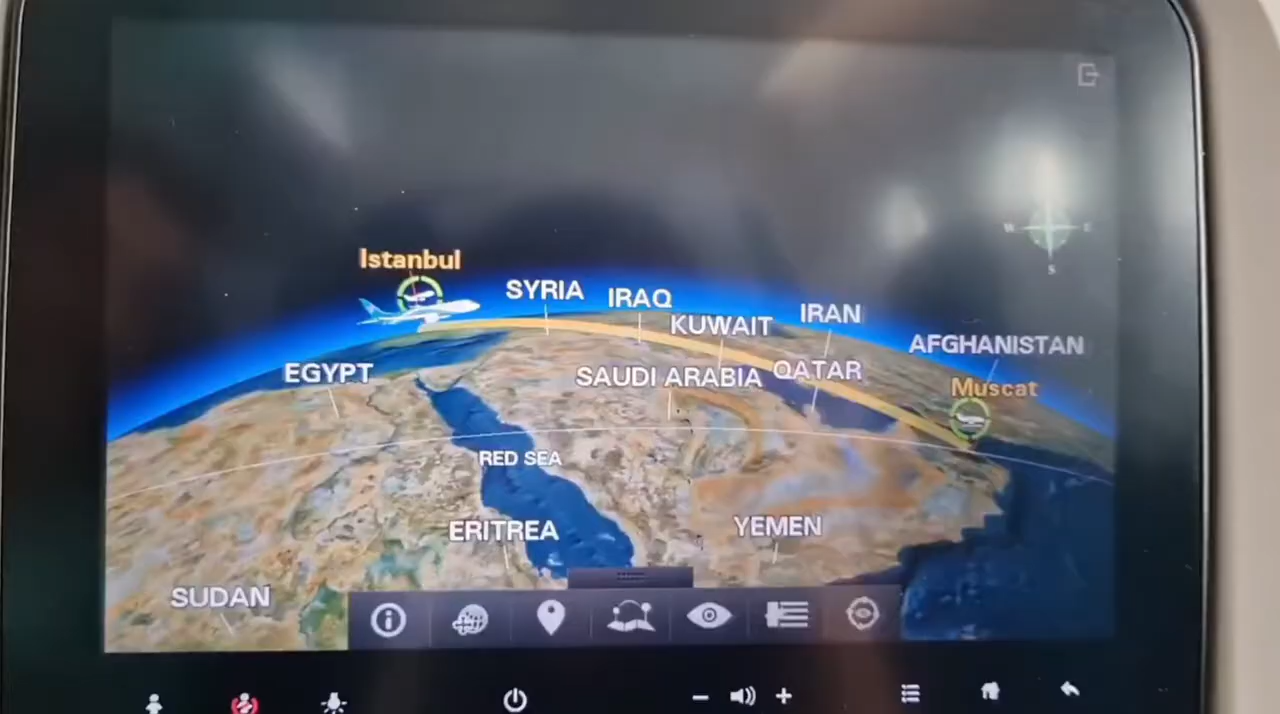 Istanbul
SYRIA
IRAQ
KUWAIT
IRAN
AFGHANISTAN
EGYPT
SAUDI ARABIA
QATAR
Muscat
RED SEA
ERITREA
YEMEN
SUDAN
W
E
S